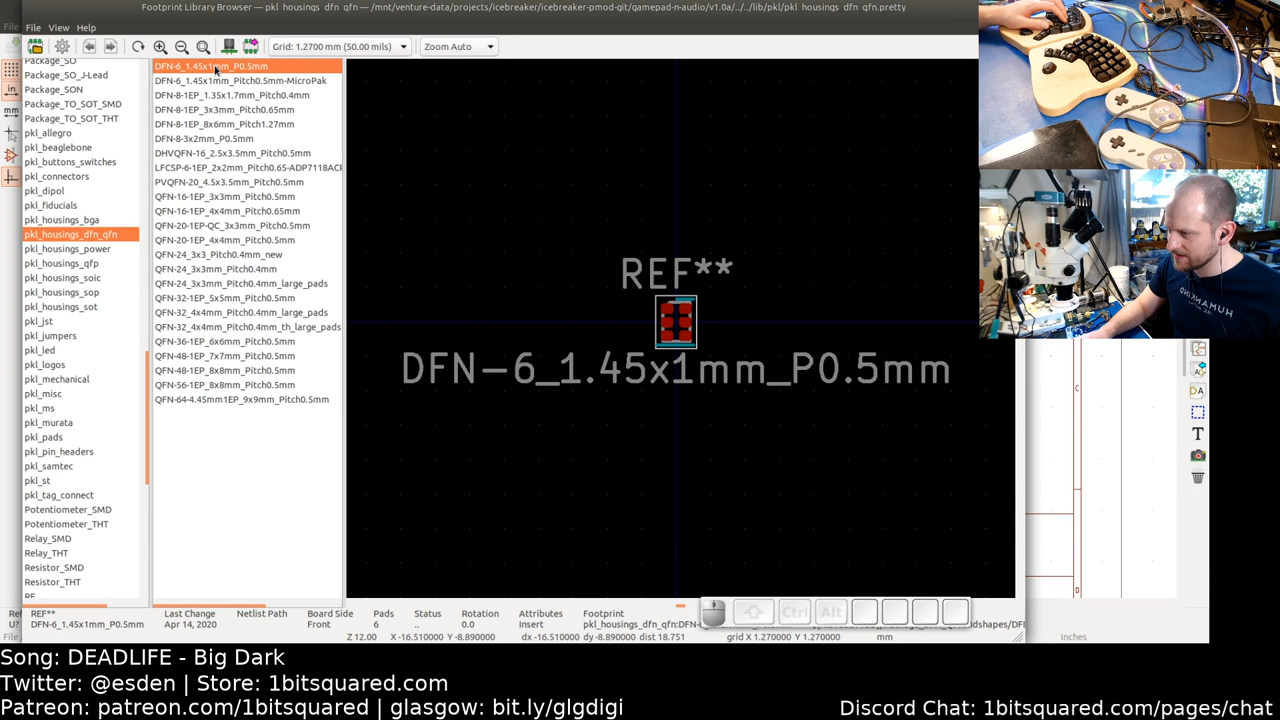 Footprint Library Browser — pkl_housings_dfn_qfn — /mnt/venture-data/projects/icebreaker/icebreaker-pmod-git/gamepad-n-audio/v1.0a/../../lib/pkl/pkl_housings_dfn_qfn.pretty
File View Help
Grid: 1.2700 mm (50.00 mils)
Zoom Auto
Package_SO
Package_SO_J-Lead
Package_SON
Package_TO_SOT_SMD
Package_TO_SOT_THT
pkl_allegro
pkl_beaglebone
pkl_buttons_switches
pkl_connectors
pkl_dipol
pkl_fiducials
pkl_housings_bga
pkl_housings_dfn_qfn
pkl_housings_power
pkl_housings_qfp
pkl_housings_soic
pkl_housings_sop
pkl_housings_sot
pkl_jst
pkl_jumpers
pkl_led
pkl_logos
pkl_mechanical
pkl_misc
pkl_ms
pkl_murata
pkl_pads
pkl_pin_headers
pkl_samtec
pkl_st
pkl_tag_connect
Potentiometer_SMD
Potentiometer_THT
Relay_SMD
Relay_THT
Resistor_SMD
Resistor_THT
RF
DFN-6_1.45x1mm_P0.5mm
DFN-6_1.45x1mm_Pitch0.5mm-MicroPak
DFN-8-1EP_1.35x1.7mm_Pitch0.4mm
DFN-8-1EP_3x3mm_Pitch0.65mm
DFN-8-1EP_8x6mm_Pitch1.27mm
DFN-8-3x2mm_P0.5mm
DHVQFN-16_2.5x3.5mm_Pitch0.5mm
LFCSP-6-1EP_2x2mm_Pitch0.65-ADP7118ACP
PVQFN-20_4.5x3.5mm_Pitch0.5mm
QFN-16-1EP_3x3mm_Pitch0.5mm
QFN-16-1EP_4x4mm_Pitch0.65mm
QFN-20-1EP-QC_3x3mm_Pitch0.5mm
QFN-20-1EP_4x4mm_Pitch0.5mm
QFN-24_3x3_Pitch0.4mm_new
QFN-24_3x3mm_Pitch0.4mm
QFN-24_3x3mm_Pitch0.4mm_large_pads
QFN-32-1EP_5x5mm_Pitch0.5mm
QFN-32_4x4mm_Pitch0.4mm_large_pads
QFN-32_4x4mm_Pitch0.4mm_th_large_pads
QFN-36-1EP_6x6mm_Pitch0.5mm
QFN-48-1EP_7x7mm_Pitch0.5mm
QFN-48-1EP_8x8mm_Pitch0.5mm
QFN-56-1EP_8x8mm_Pitch0.5mm
QFN-64-4.45mm1EP_9x9mm_Pitch0.5mm
REF**
DFN-6_1.45x1mm_P0.5mm
HUMANKIND
in
mm
C
DA
T
D
REF** Last Change Netlist Path Board Side Pads Status Rotation Attributes Footprint
DFN-6_1.45x1mm_P0.5mm Apr 14, 2020 Front 6 .. 0.0 Insert
Z 12.00 X -16.510000 Y -8.890000 dx -16.510000 dy -8.890000 dist 18.751 grid X 1.270000 Y 1.270000 mm
Ctrl Alt
Inches
Song: DEADLIFE - Big Dark
Twitter: @esden | Store: 1bitsquared.com
Patreon: patreon.com/1bitsquared | glasgow: bit.ly/glgdigi
Discord Chat: 1bitsquared.com/pages/chat